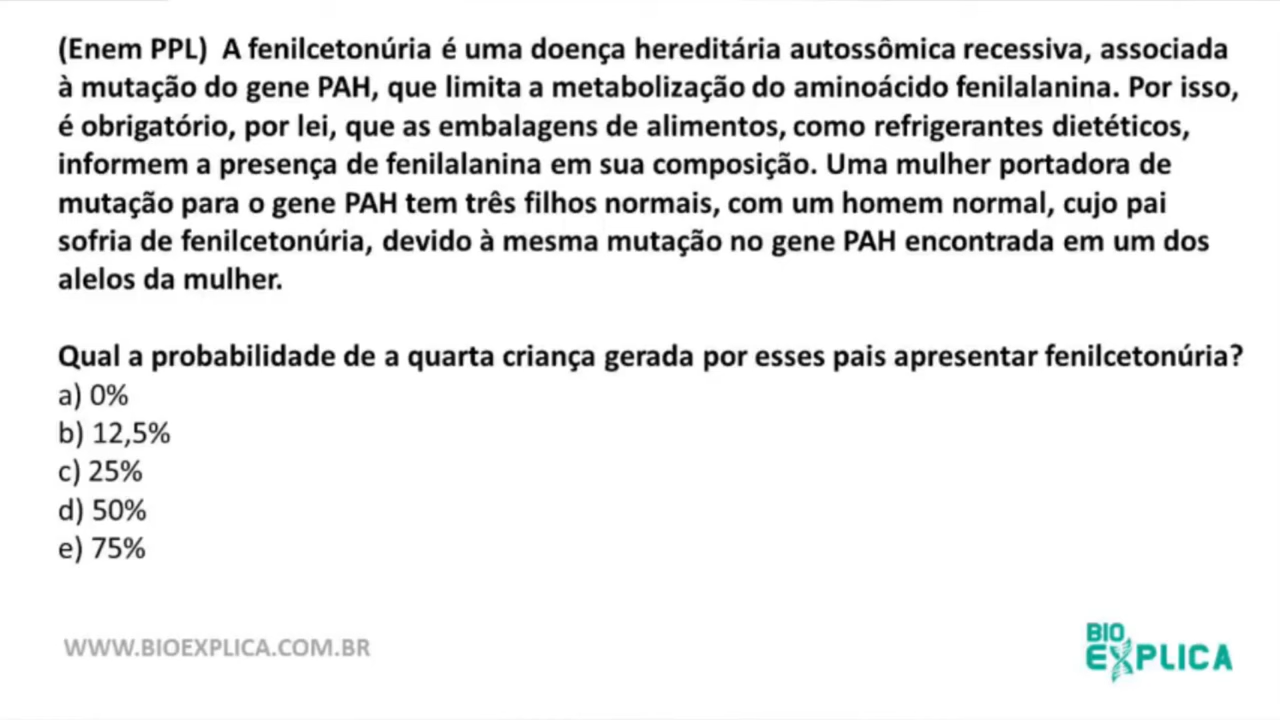 (Enem PPL) A fenilcetonúria é uma doença hereditária autossômica recessiva, associada
à mutação do gene PAH, que limita a metabolização do aminoácido fenilalanina. Por isso,
é obrigatório, por lei, que as embalagens de alimentos, como refrigerantes dietéticos,
informem a presença de fenilalanina em sua composição. Uma mulher portadora de
mutação para o gene PAH tem três filhos normais, com um homem normal, cujo pai
sofria de fenilcetonúria, devido à mesma mutação no gene PAH encontrada em um dos
alelos da mulher.
Qual a probabilidade de a quarta criança gerada por esses pais apresentar fenilcetonúria?
a) 0%
b) 12,5%
c) 25%
d) 50%
e) 75%
WWW.BIOEXPLICA.COM.BR
BIO
EXPLICA